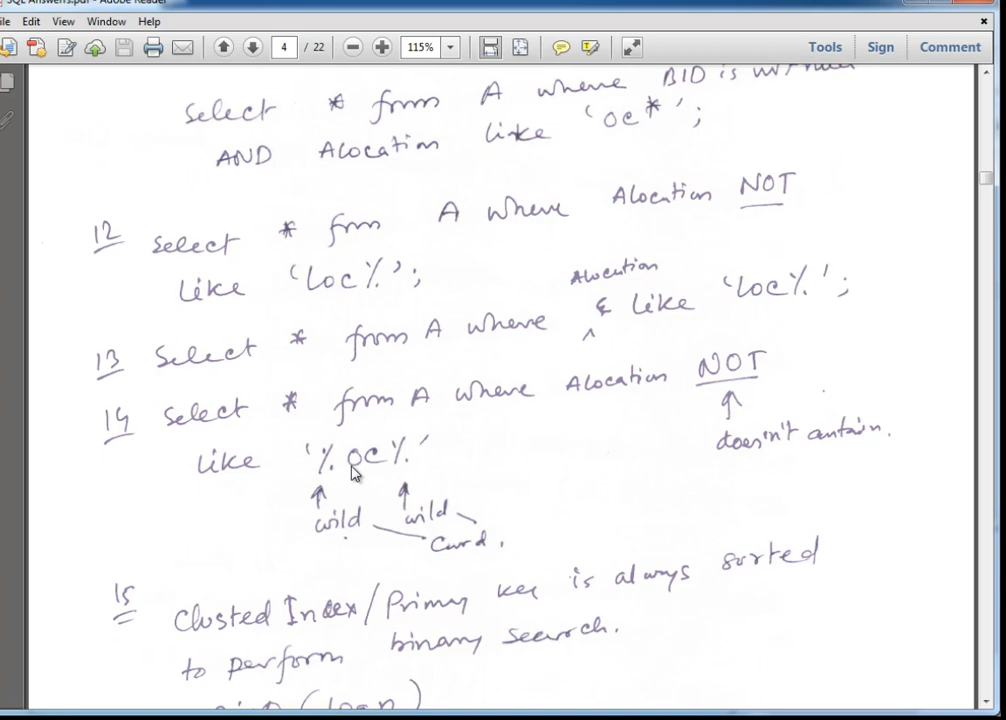 SQL Answers.pdf - Adobe Reader
Edit View Window Help
4 / 22 115% Tools Sign Comment
Select * from A where BID is
AND Alocation like 'oc*';
12 Select * from A where Alocation NOT
like 'loc%';
Alocation
13 Select * from A where & like 'loc%';
14 Select * from A where Alocation NOT
doesn't contain.
like '%oc%'
wild wild
Card.
15 Clusted Index/Primary key is always sorted
to perform binary search.